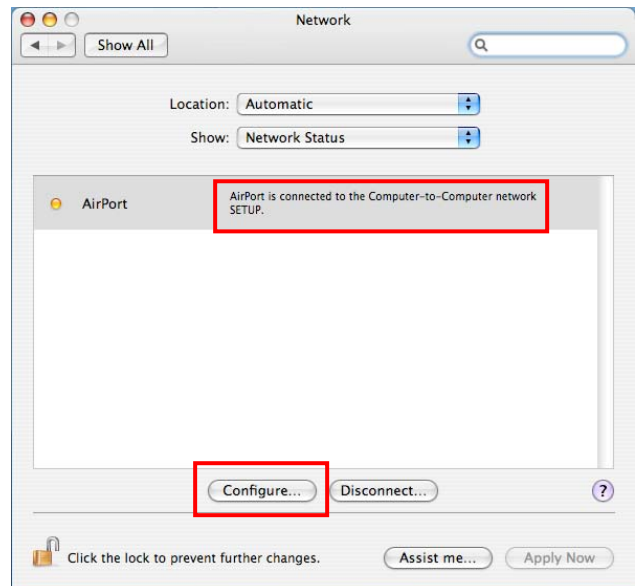 Network
Show All
Location: Automatic
Show: Network Status
AirPort
AirPort is connected to the Computer-to-Computer network
SETUP.
Configure... Disconnect... ?
Click the lock to prevent further changes. Assist me... Apply Now